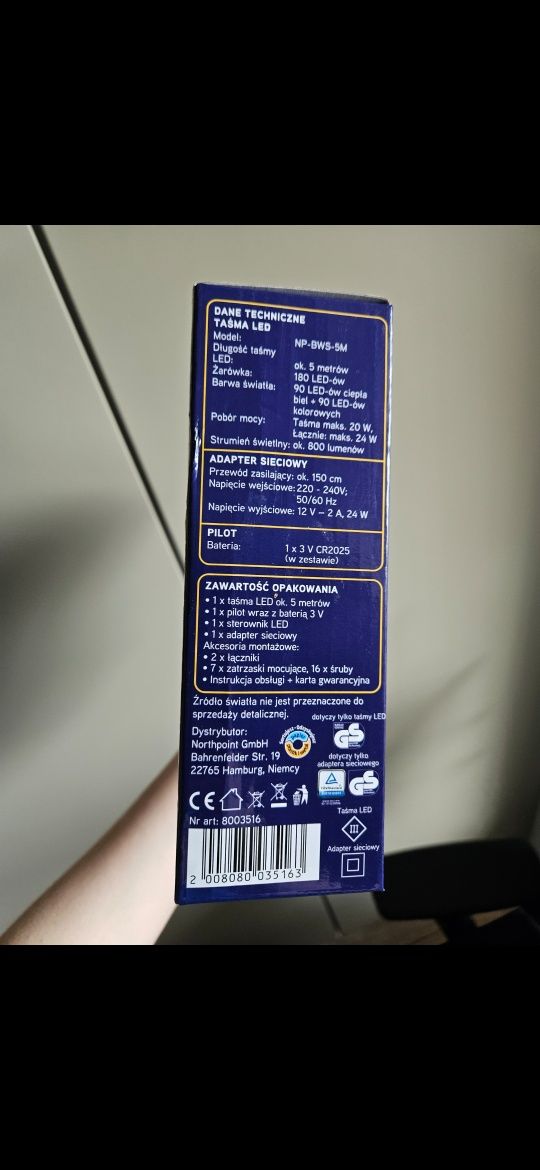 DANE TECHNICZNE
TAŚMA LED
Model: NP-BWS-5M
Długość taśmy
LED: ok. 5 metrów
Żarówka: 180 LED-ów
Barwa światła: 90 LED-ów ciepła
biel + 90 LED-ów
kolorowych
Pobór mocy: Taśma maks. 20 W,
Łącznie: maks. 24 W
Strumień świetlny: ok. 800 lumenów
ADAPTER SIECIOWY
Przewód zasilający: ok. 150 cm
Napięcie wejściowe: 220 - 240V;
50/60 Hz
Napięcie wyjściowe: 12 V – 2 A, 24 W
PILOT
Bateria: 1 x 3 V CR2025
(w zestawie)
ZAWARTOŚĆ OPAKOWANIA
• 1 x taśma LED ok. 5 metrów
• 1 x pilot wraz z baterią 3 V
• 1 x sterownik LED
• 1 x adapter sieciowy
Akcesoria montażowe:
• 2 x łączniki
• 7 x zatrzaski mocujące, 16 x śruby
• Instrukcja obsługi + karta gwarancyjna
Źródło światła nie jest przeznaczone do
sprzedaży detalicznej.
dotyczy tylko taśmy LED
GS
Dystrybutor:
Northpoint GmbH
Bahrenfelder Str. 19
22765 Hamburg, Niemcy
dotyczy tylko
adaptera sieciowego
GS
CE
Nr art: 8003516
2 008080 035163
Taśma LED
III
Adapter sieciowy